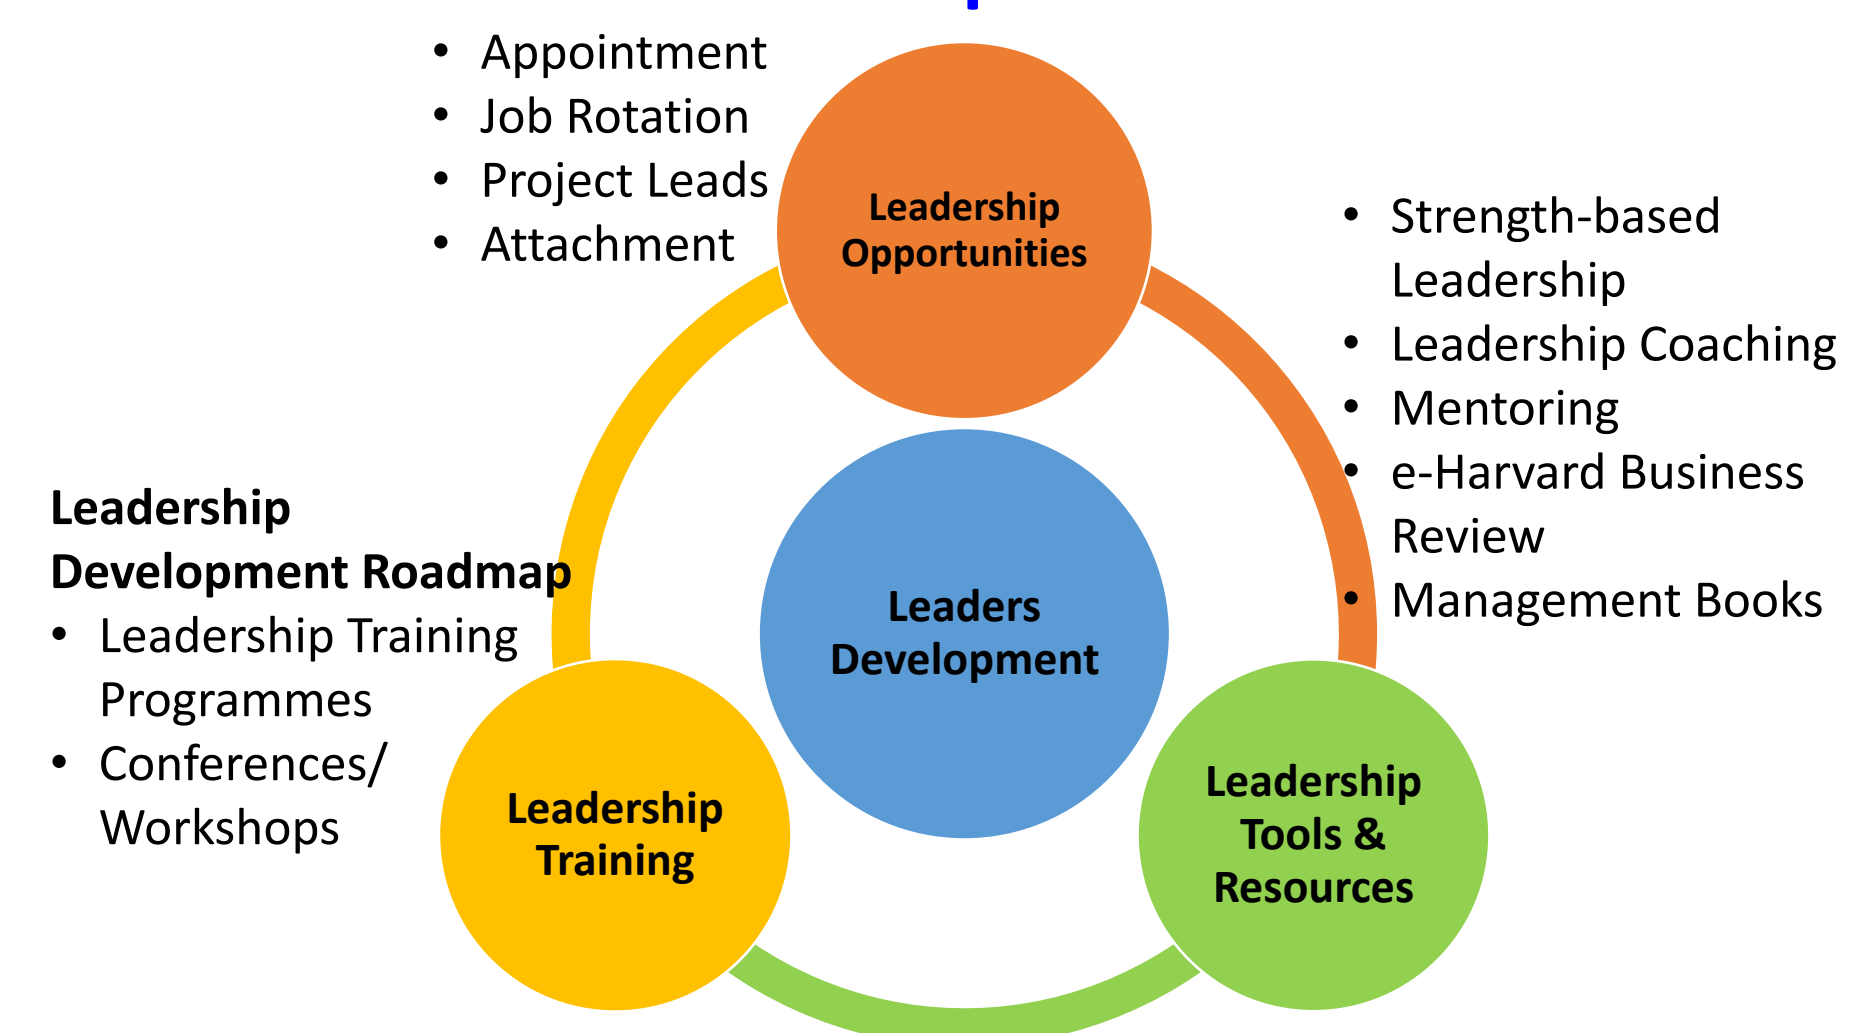 • Appointment
• Job Rotation
• Project Leads
• Attachment
Leadership
Opportunities
• Strength-based
Leadership
• Leadership Coaching
• Mentoring
• e-Harvard Business
Review
• Management Books
Leadership
Development Roadmap
• Leadership Training
Programmes
• Conferences/
Workshops
Leaders
Development
Leadership
Training
Leadership
Tools &
Resources